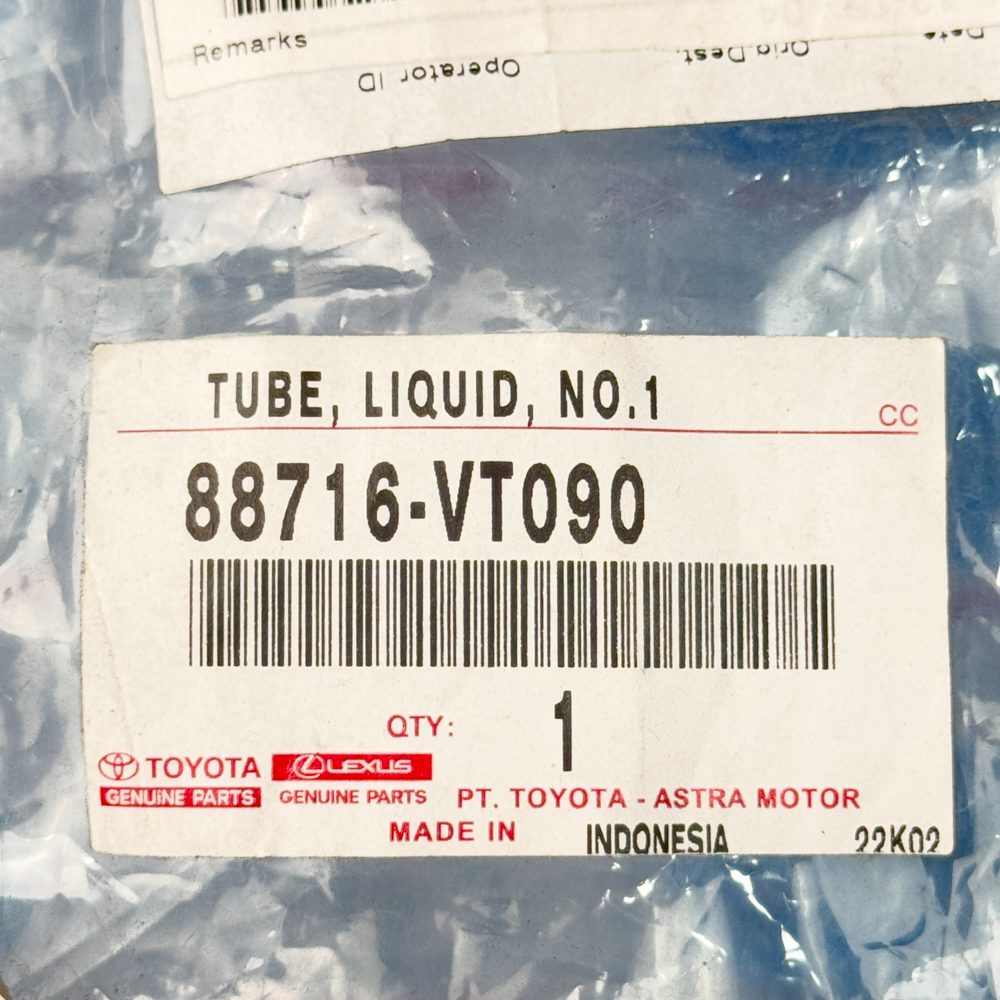 Remarks
Operator ID
Orig.Dest.
Date
TUBE, LIQUID, NO.1
CC
88716-VT090
QTY: 1
TOYOTA LEXUS
GENUINE PARTS GENUINE PARTS PT. TOYOTA - ASTRA MOTOR
MADE IN INDONESIA 22K02